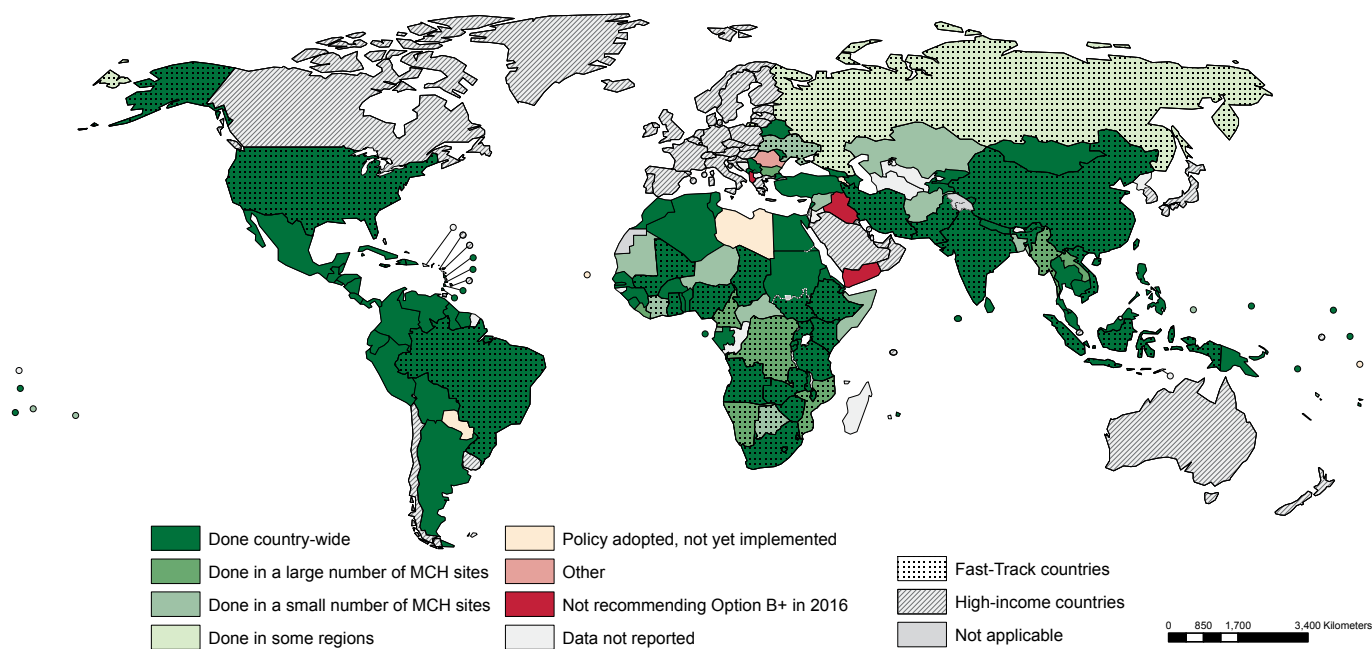 Done country-wide
Done in a large number of MCH sites
Done in a small number of MCH sites
Done in some regions
Policy adopted, not yet implemented
Other
Not recommending Option B+ in 2016
Data not reported
Fast-Track countries
High-income countries
Not applicable
0 850 1,700 3,400 Kilometers